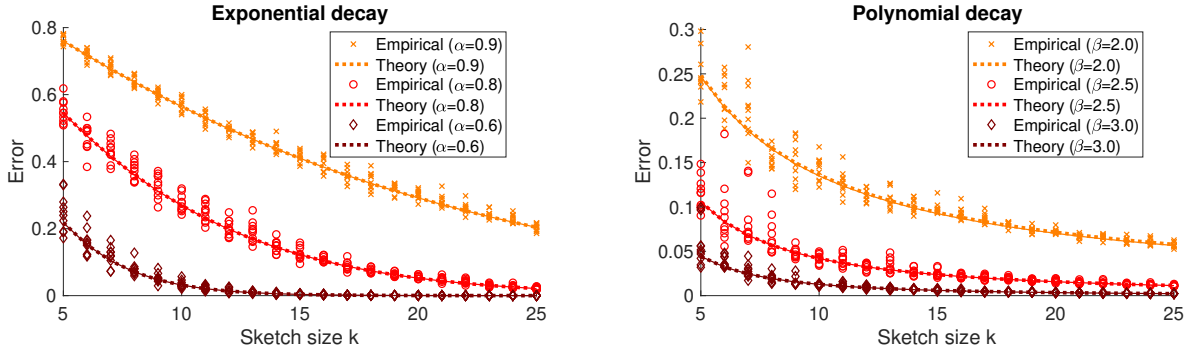 Exponential decay
0.8
0.6
0.4
0.2
0
Error
5
10
15
20
25
Sketch size k
Empirical (α=0.9)
Theory (α=0.9)
Empirical (α=0.8)
Theory (α=0.8)
Empirical (α=0.6)
Theory (α=0.6)
Polynomial decay
0.3
0.25
0.2
0.15
0.1
0.05
0
Error
5
10
15
20
25
Sketch size k
Empirical (β=2.0)
Theory (β=2.0)
Empirical (β=2.5)
Theory (β=2.5)
Empirical (β=3.0)
Theory (β=3.0)